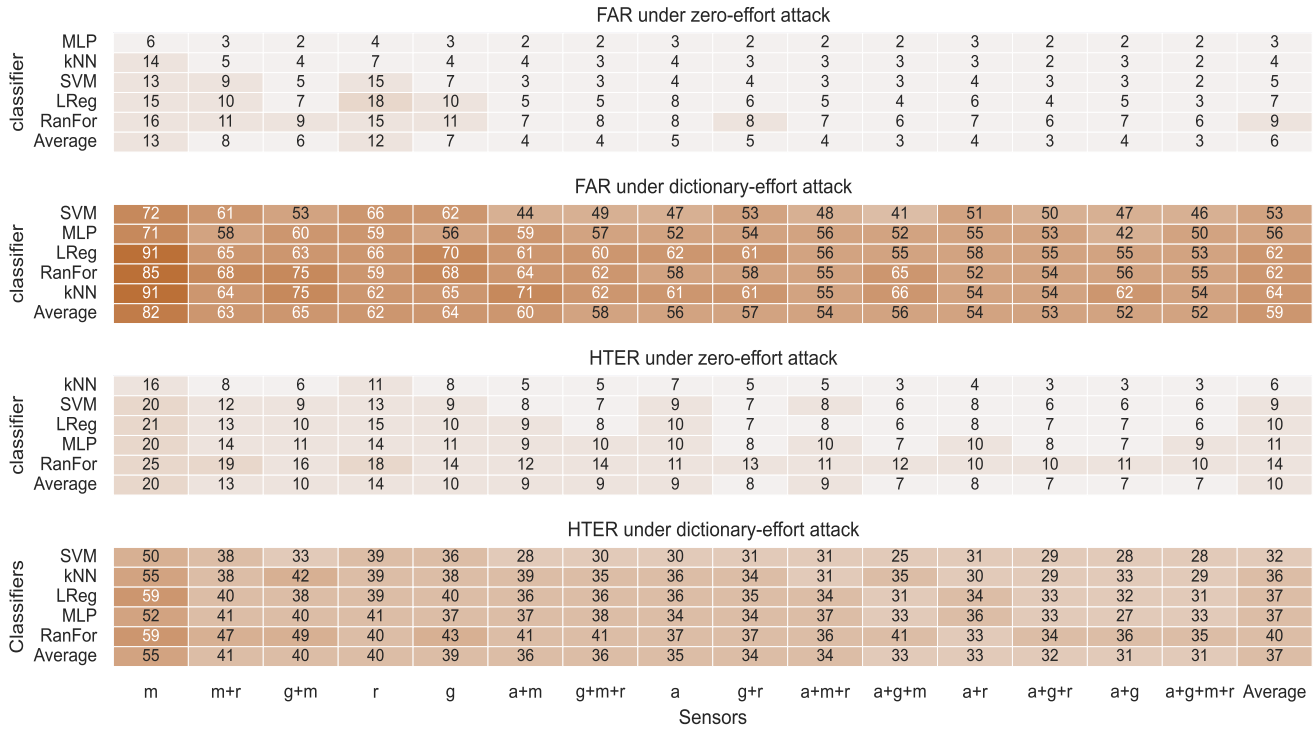 FAR under zero-effort attack
classifier
MLP 6 3 2 4 3 2 2 3 2 2 2 3 2 2 2 3
kNN 14 5 4 7 4 4 3 4 3 3 3 3 2 3 2 4
SVM 13 9 5 15 7 3 3 4 4 3 3 4 3 3 2 5
LReg 15 10 7 18 10 5 5 8 6 5 4 6 4 5 3 7
RanFor 16 11 9 15 11 7 8 8 8 7 6 7 6 7 6 9
Average 13 8 6 12 7 4 4 5 5 4 3 4 3 4 3 6
FAR under dictionary-effort attack
classifier
SVM 72 61 53 66 62 44 49 47 53 48 41 51 50 47 46 53
MLP 71 58 60 59 56 59 57 52 54 56 52 55 53 42 50 56
LReg 91 65 63 66 70 61 60 62 61 56 55 58 55 55 53 62
RanFor 85 68 75 59 68 64 62 58 58 55 65 52 54 56 55 62
kNN 91 64 75 62 65 71 62 61 61 55 66 54 54 62 54 64
Average 82 63 65 62 64 60 58 56 57 54 56 54 53 52 52 59
HTER under zero-effort attack
classifier
kNN 16 8 6 11 8 5 5 7 5 5 3 4 3 3 3 6
SVM 20 12 9 13 9 8 7 9 7 8 6 8 6 6 6 9
LReg 21 13 10 15 10 9 8 10 7 8 6 8 7 7 6 10
MLP 20 14 11 14 11 9 10 10 8 10 7 10 8 7 9 11
RanFor 25 19 16 18 14 12 14 11 13 11 12 10 10 11 10 14
Average 20 13 10 14 10 9 9 9 8 9 7 8 7 7 7 10
HTER under dictionary-effort attack
Classifiers
SVM 50 38 33 39 36 28 30 30 31 31 25 31 29 28 28 32
kNN 55 38 42 39 38 39 35 36 34 31 35 30 29 33 29 36
LReg 59 40 38 39 40 36 36 36 35 34 31 34 33 32 31 37
MLP 52 41 40 41 37 37 38 34 34 37 33 36 33 27 33 37
RanFor 59 47 49 40 43 41 41 37 37 36 41 33 34 36 35 40
Average 55 41 40 40 39 36 36 35 34 34 33 33 32 31 31 37
m m+r g+m r g a+m g+m+r a g+r a+m+r a+g+m a+r a+g+r a+g a+g+m+r Average
Sensors